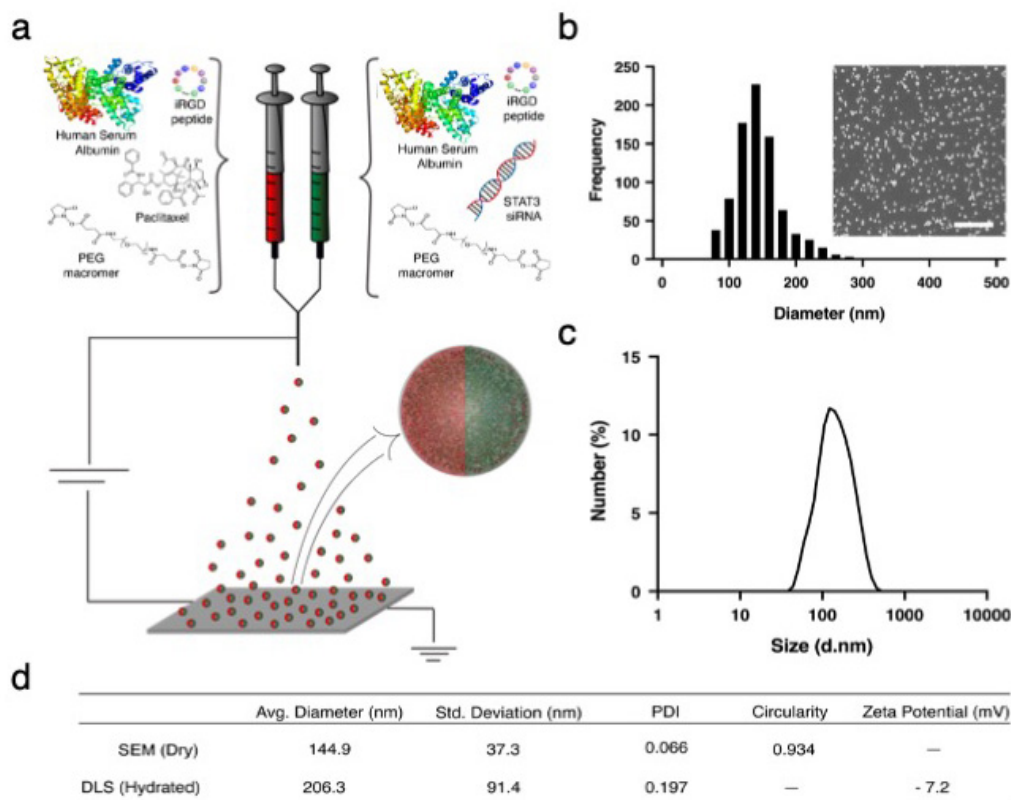 a
Human Serum
Albumin
iRGD
peptide
Paclitaxel
PEG
macromer
Human Serum
Albumin
iRGD
peptide
STAT3
siRNA
PEG
macromer
b
Frequency
250
200
150
100
50
0
0 100 200 300 400 500
Diameter (nm)
c
Number (%)
15
10
5
0
1 10 100 1000 10000
Size (d.nm)
d
Avg. Diameter (nm) Std. Deviation (nm) PDI Circularity Zeta Potential (mV)
SEM (Dry) 144.9 37.3 0.066 0.934 —
DLS (Hydrated) 206.3 91.4 0.197 — - 7.2